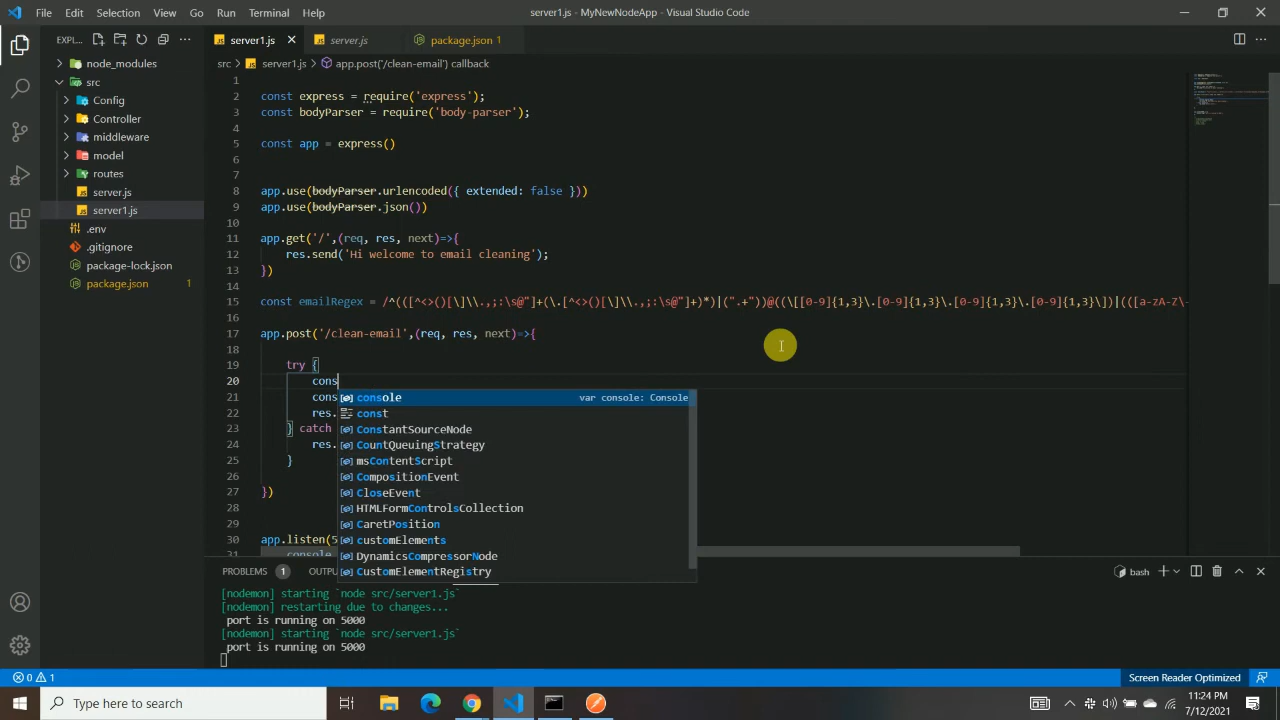 File Edit Selection View Go Run Terminal Help
server1.js - MyNewNodeApp - Visual Studio Code
EXPL...
server1.js
server.js
package.json 1
src > server1.js > app.post('/clean-email') callback
node_modules
src
Config
Controller
middleware
model
routes
server.js
server1.js
.env
.gitignore
package-lock.json
package.json 1
1
2 const express = require('express');
3 const bodyParser = require('body-parser');
4
5 const app = express()
6
7
8 app.use(bodyParser.urlencoded({ extended: false }))
9 app.use(bodyParser.json())
10
11 app.get('/',(req, res, next)=>{
12 res.send('Hi welcome to email cleaning');
13 })
14
15 const emailRegex = /^(([^<>()[\]\\.,;:\s@"]+(\.[^<>()[\]\\.,;:\s@"]+)*)|(".+"))@((\[[0-9]{1,3}\.[0-9]{1,3}\.[0-9]{1,3}\.[0-9]{1,3}\])|(([a-zA-Z\-
16
17 app.post('/clean-email',(req, res, next)=>{
18
19 try {
20 cons
21 cons
22 res.
23 } catch
24 res.
25 }
26
27 })
28
29
30 app.listen(5
31 console
console var console: Console
const
ConstantSourceNode
CountQueuingStrategy
msContentScript
CompositionEvent
CloseEvent
HTMLFormControlsCollection
CaretPosition
customElements
DynamicsCompressorNode
CustomElementRegistry
PROBLEMS 1 OUTPU
bash
[nodemon] starting `node src/server1.js`
[nodemon] restarting due to changes...
port is running on 5000
[nodemon] starting `node src/server1.js`
port is running on 5000
0 1
Screen Reader Optimized
Type here to search
11:24 PM
7/12/2021